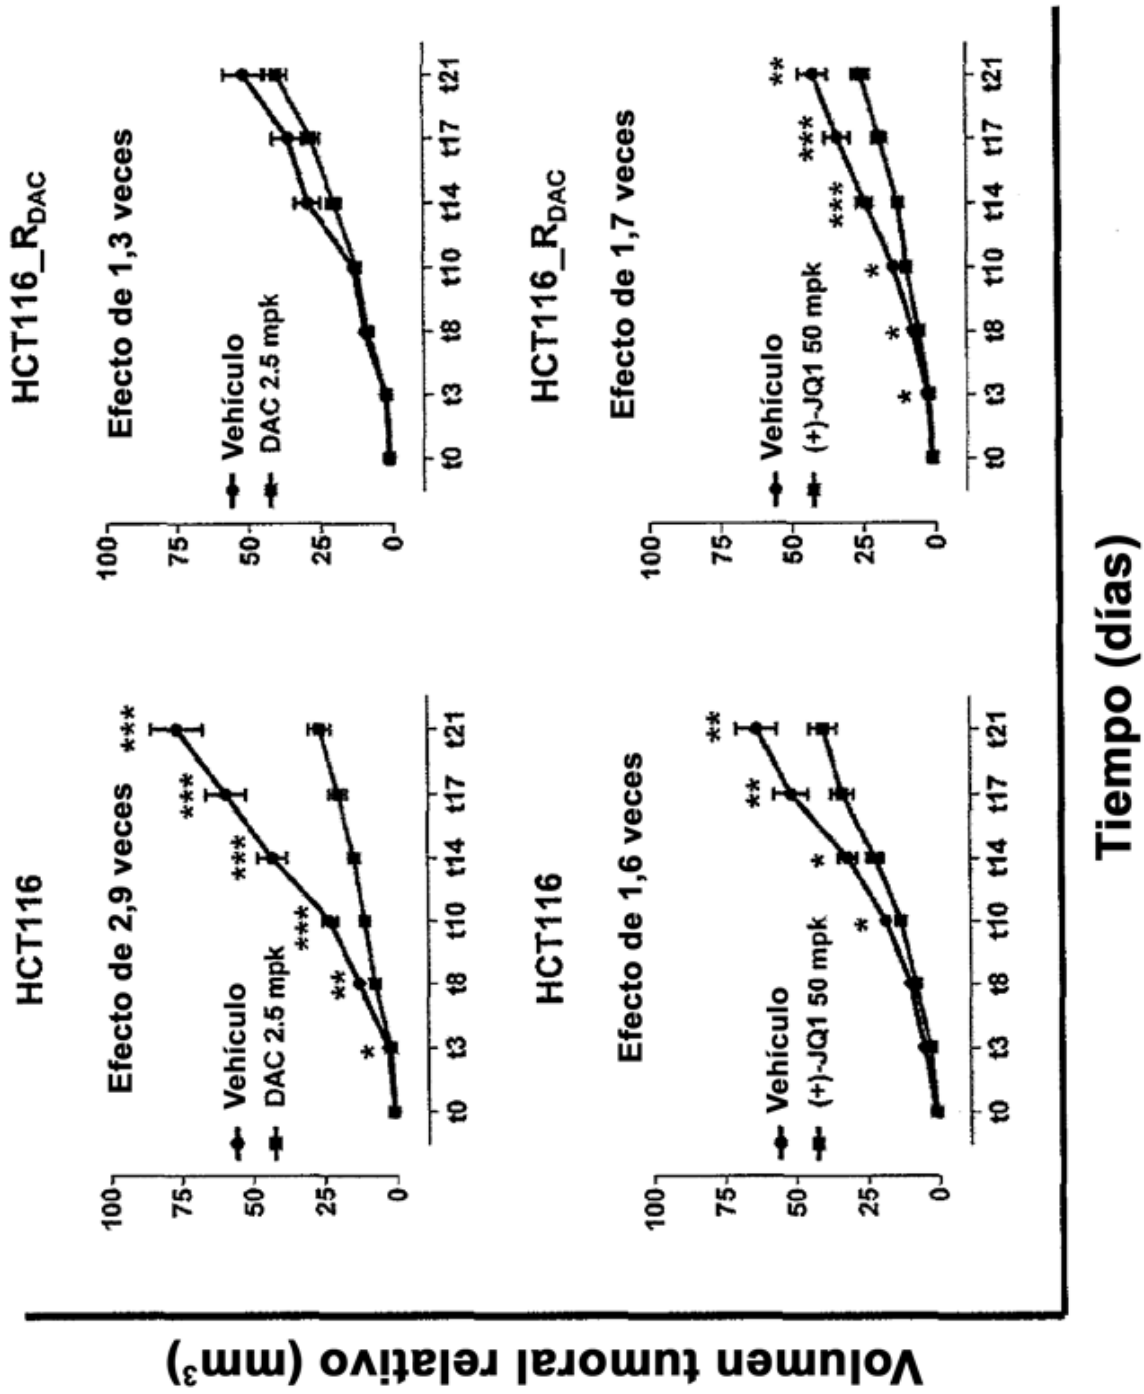 Volumen tumoral relativo (mm³)
HCT116
Efecto de 2,9 veces
Vehículo
DAC 2.5 mpk
100
75
50
25
0
*
**
***
***
***
***
t0 t3 t8 t10 t14 t17 t21
HCT116_RDAC
Efecto de 1,3 veces
Vehículo
DAC 2.5 mpk
100
75
50
25
0
t0 t3 t8 t10 t14 t17 t21
HCT116
Efecto de 1,6 veces
Vehículo
(+)-JQ1 50 mpk
100
75
50
25
0
*
*
**
**
t0 t3 t8 t10 t14 t17 t21
HCT116_RDAC
Efecto de 1,7 veces
Vehículo
(+)-JQ1 50 mpk
100
75
50
25
0
*
*
*
***
***
**
t0 t3 t8 t10 t14 t17 t21
Tiempo (días)